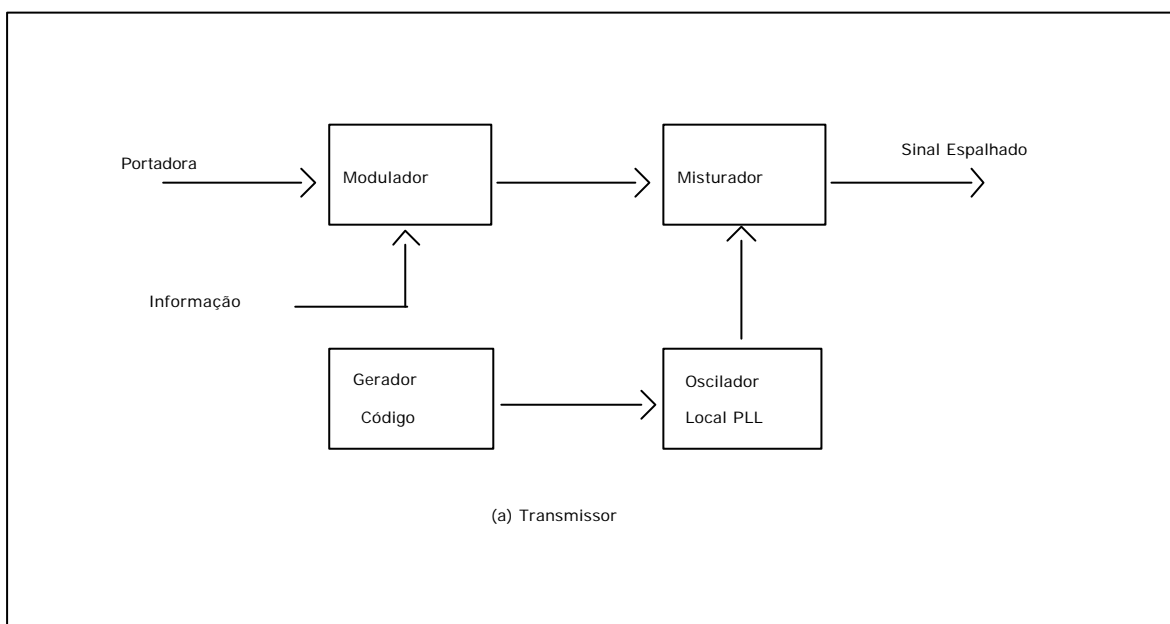 Portadora
Modulador
Misturador
Sinal Espalhado
Informação
Gerador
Código
Oscilador
Local PLL
(a) Transmissor